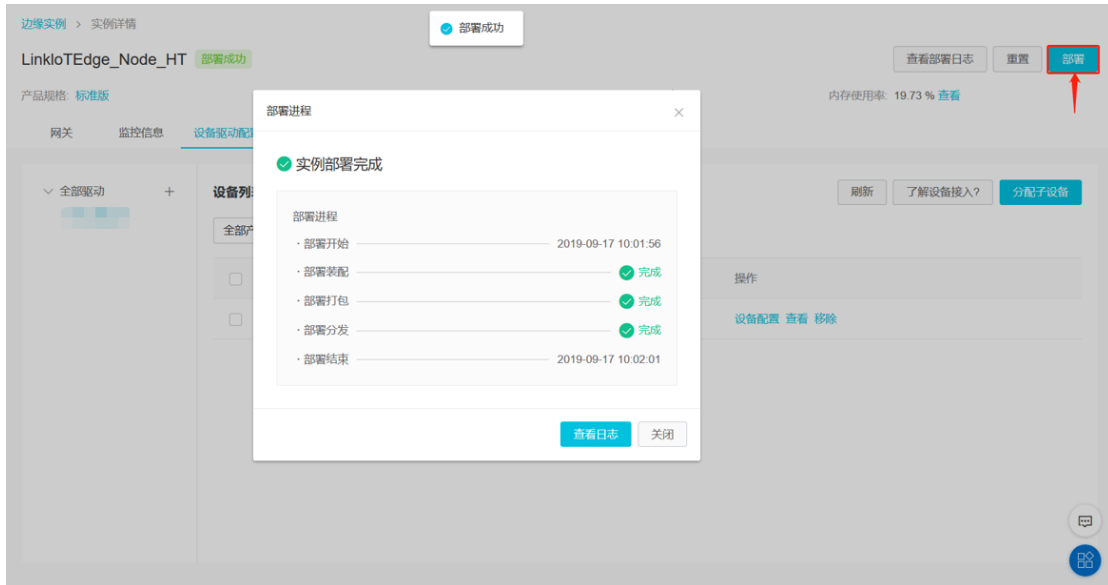 边缘实例 > 实例详情
部署成功
LinkIoTEdge_Node_HT 部署成功
查看部署日志 重置 部署
产品规格: 标准版
内存使用率: 19.73 % 查看
网关 监控信息 设备驱动配
部署进程
实例部署完成
全部驱动
设备列
刷新 了解设备接入? 分配子设备
全部产
操作
设备配置 查看 移除
部署进程
· 部署开始 2019-09-17 10:01:56
· 部署装配 完成
· 部署打包 完成
· 部署分发 完成
· 部署结束 2019-09-17 10:02:01
查看日志 关闭